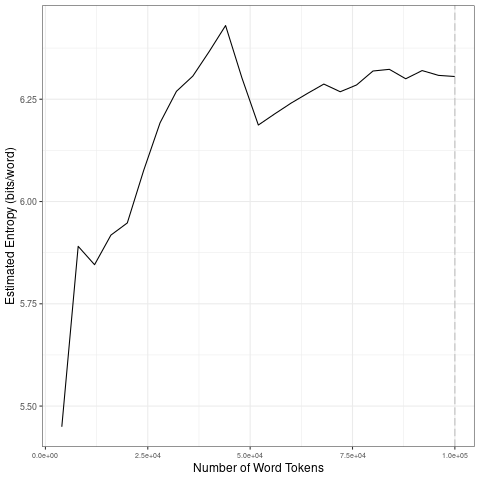 Estimated Entropy (bits/word)
6.25
6.00
5.75
5.50
0.0e+00 2.5e+04 5.0e+04 7.5e+04 1.0e+05
Number of Word Tokens